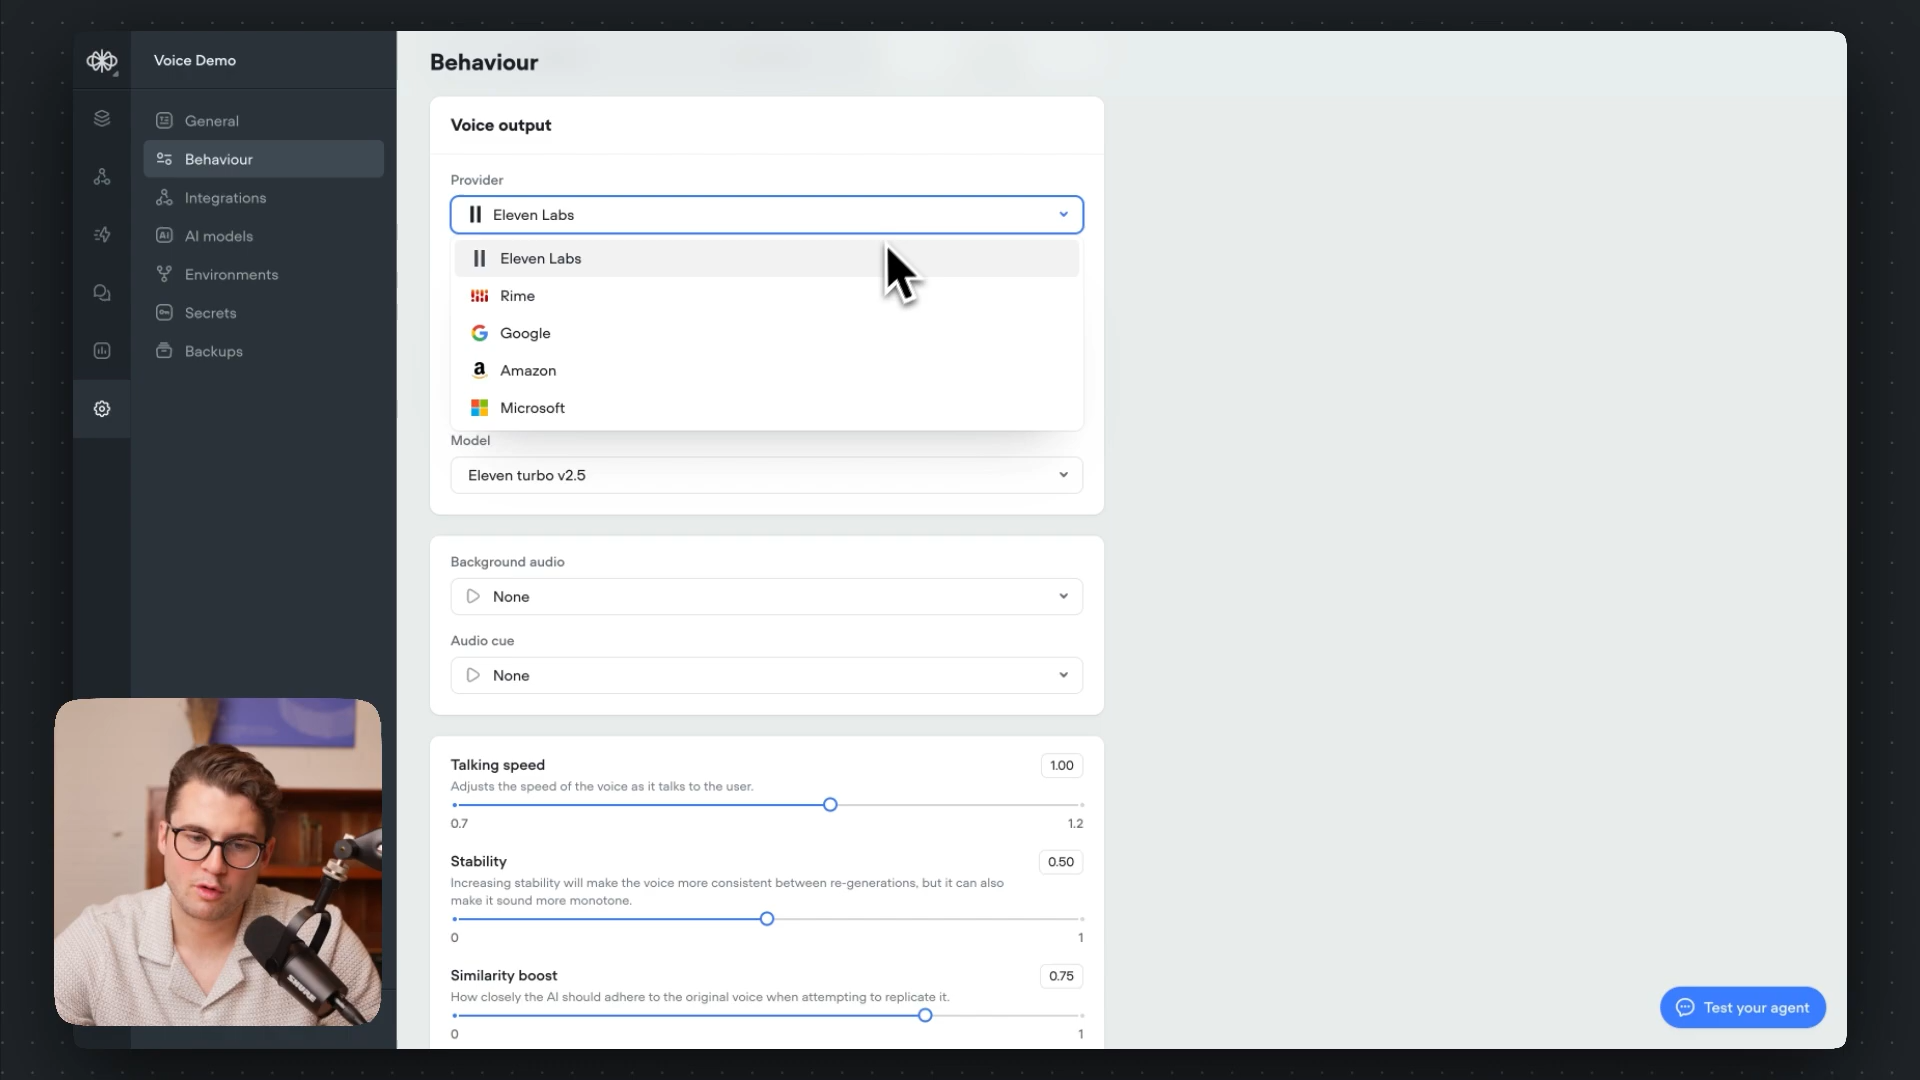 Voice Demo
General
Behaviour
Integrations
AI models
Environments
Secrets
Backups
Behaviour
Voice output
Provider
Eleven Labs
Eleven Labs
Rime
Google
Amazon
Microsoft
Model
Eleven turbo v2.5
Background audio
None
Audio cue
None
Talking speed
1.00
Adjusts the speed of the voice as it talks to the user.
0.7
1.2
Stability
0.50
Increasing stability will make the voice more consistent between re-generations, but it can also
make it sound more monotone.
0
1
Similarity boost
0.75
How closely the AI should adhere to the original voice when attempting to replicate it.
0
1
Test your agent
SHURE